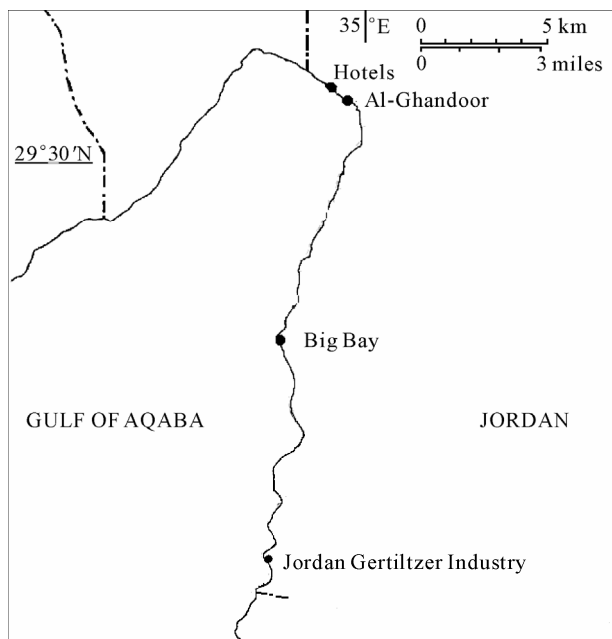 35°E
0 5 km
0 3 miles
Hotels
Al-Ghandoor
29°30'N
Big Bay
GULF OF AQABA
JORDAN
Jordan Gertiltzer Industry